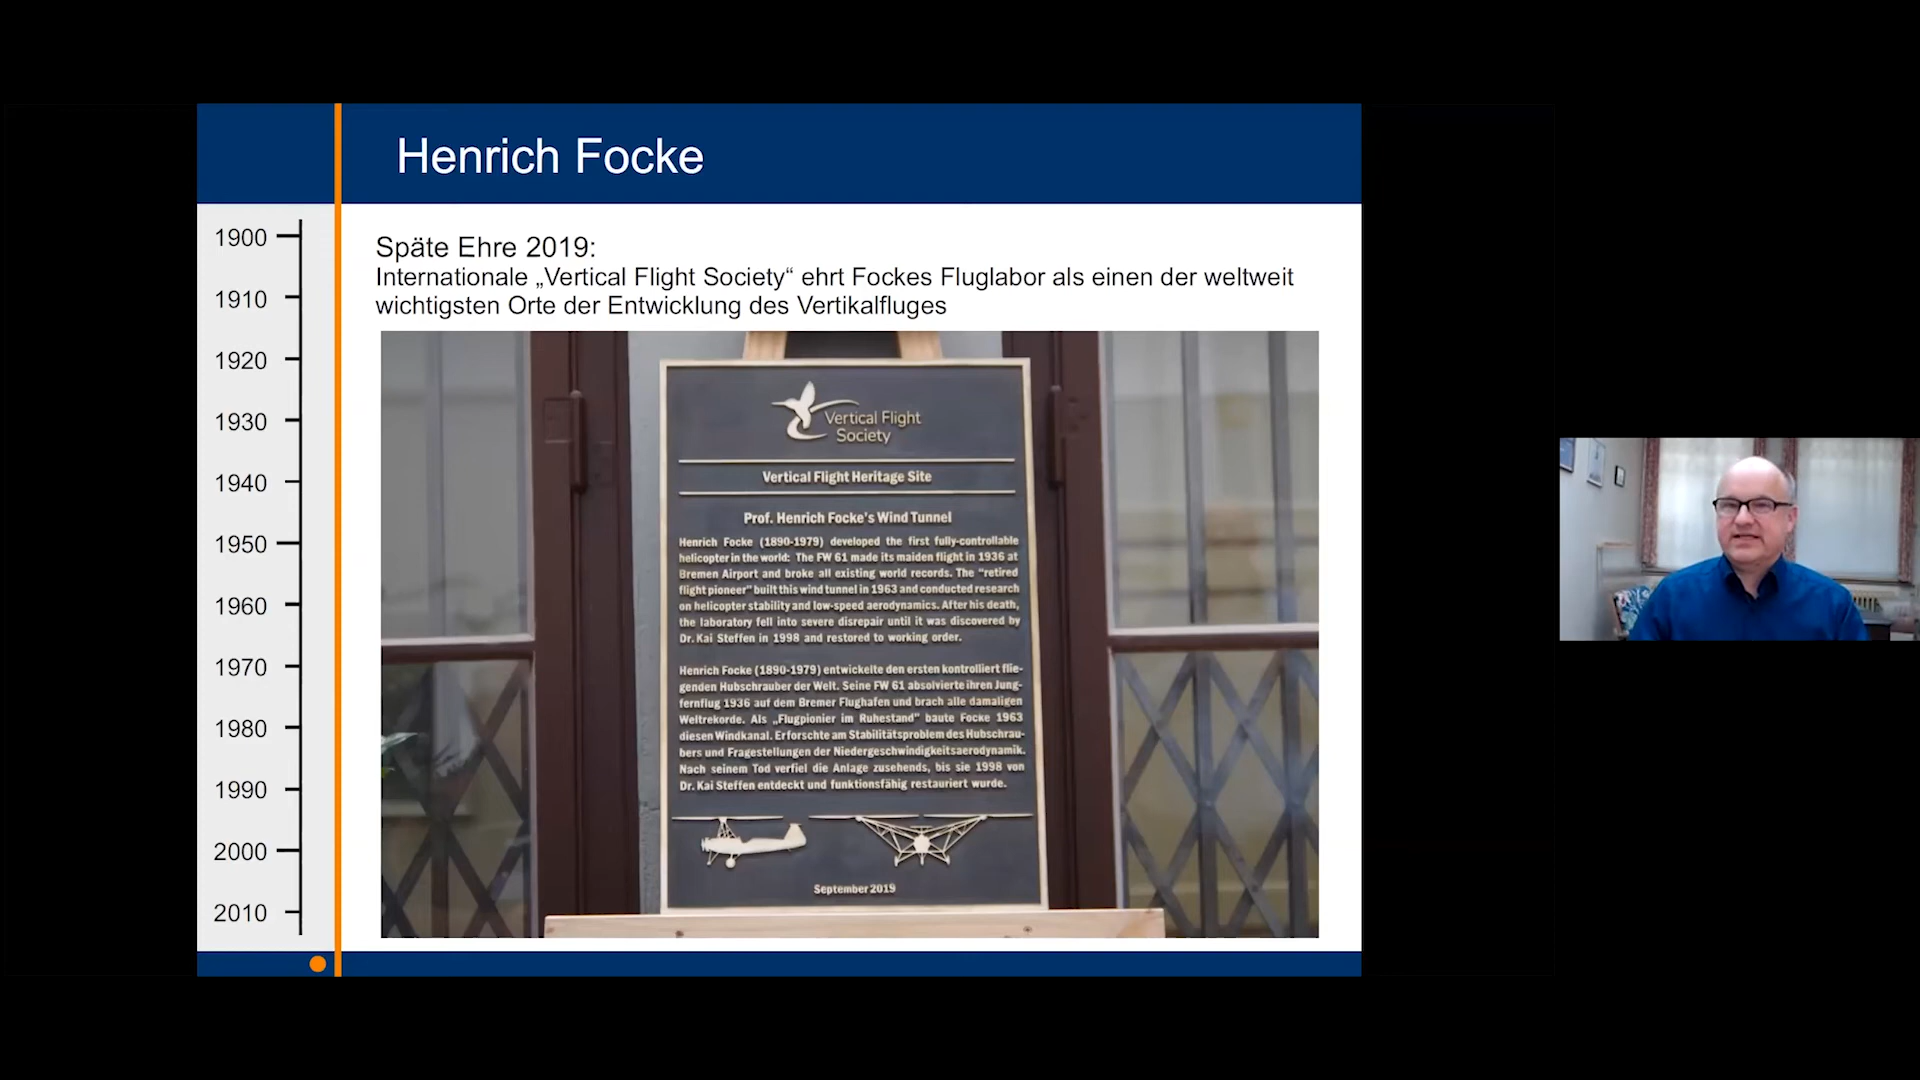 Henrich Focke
1900
1910
1920
1930
1940
1950
1960
1970
1980
1990
2000
2010
Späte Ehre 2019:
Internationale „Vertical Flight Society“ ehrt Fockes Fluglabor als einen der weltweit
wichtigsten Orte der Entwicklung des Vertikalfluges
Vertical Flight
Society
Vertical Flight Heritage Site
Prof. Henrich Focke's Wind Tunnel
Henrich Focke (1890-1979) developed the first fully-controllable
helicopter in the world: The FW 61 made its maiden flight in 1936 at
Bremen Airport and broke all existing world records. The "retired
flight pioneer" built this wind tunnel in 1963 and conducted research
on helicopter stability and low-speed aerodynamics. After his death,
the laboratory fell into severe disrepair until it was discovered by
Dr. Kai Steffen in 1998 and restored to working order.
Henrich Focke (1890-1979) entwickelte den ersten kontrolliert flie-
genden Hubschrauber der Welt. Seine FW 61 absolvierte ihren Jung-
fernflug 1936 auf dem Bremer Flughafen und brach alle damaligen
Weltrekorde. Als „Flugpionier im Ruhestand" baute Focke 1963
diesen Windkanal. Er forschte am Stabilitätsproblem des Hubschrau-
bers und Fragestellungen der Niedergeschwindigkeitsaerodynamik.
Nach seinem Tod verfiel die Anlage zusehends, bis sie 1998 von
Dr. Kai Steffen entdeckt und funktionsfähig restauriert wurde.
September 2019